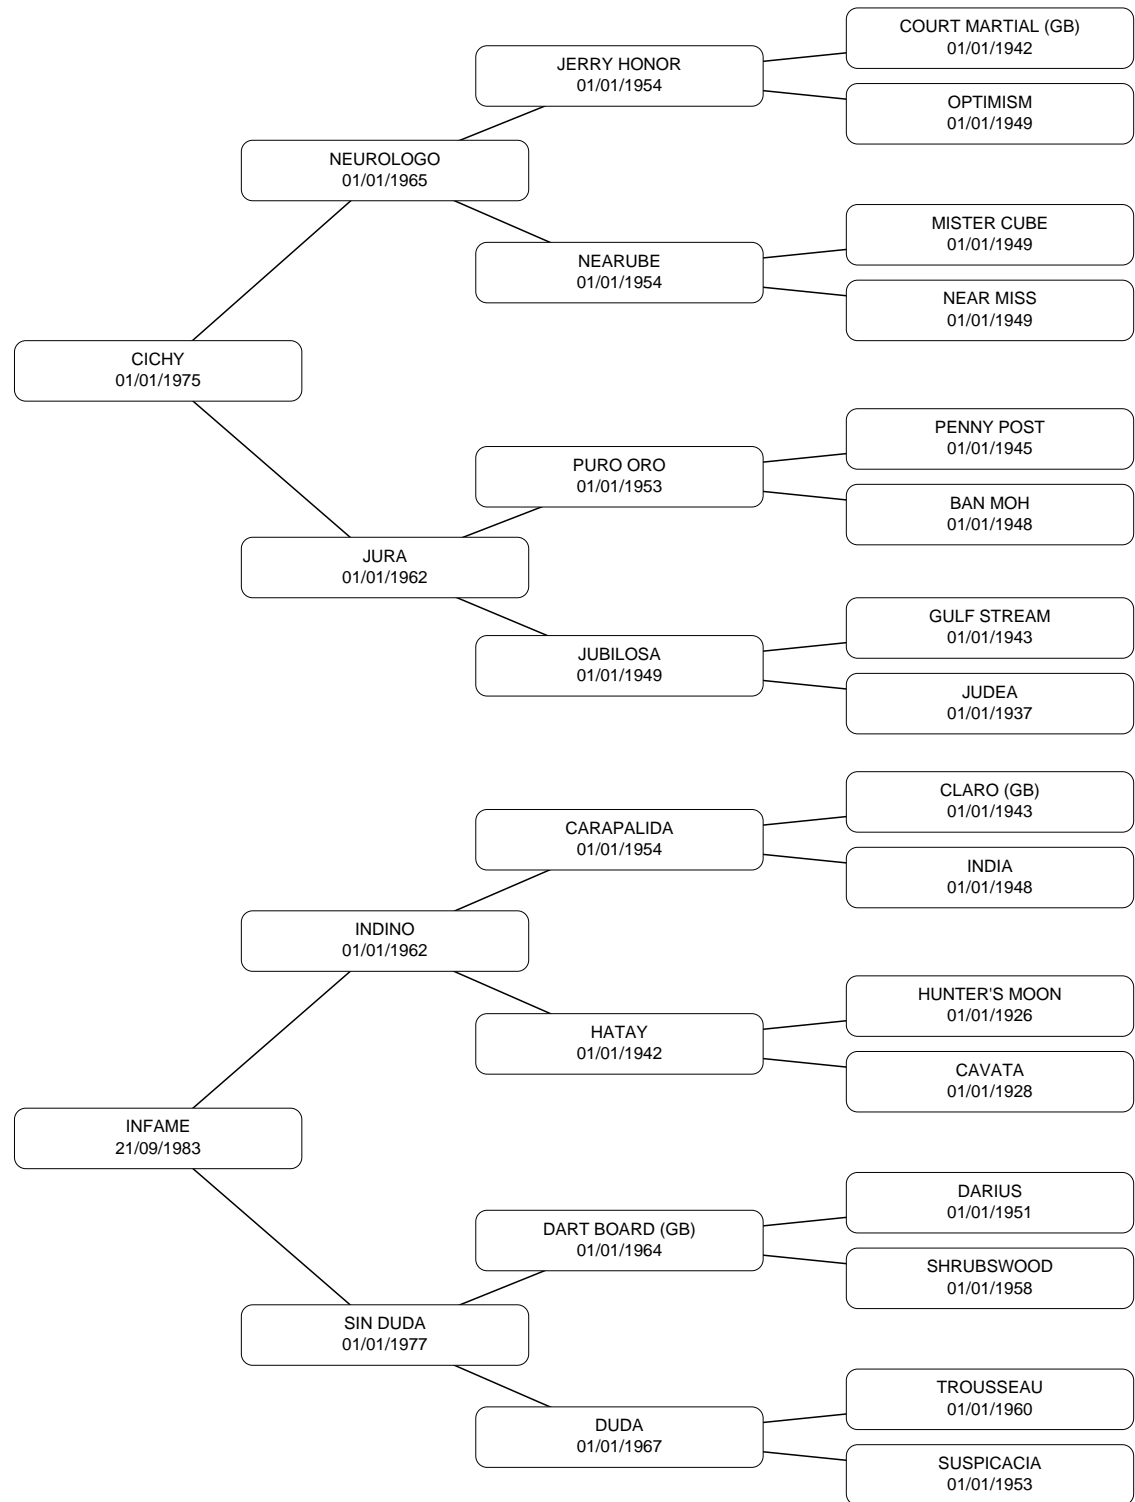 COURT MARTIAL (GB)
01/01/1942
JERRY HONOR
01/01/1954
OPTIMISM
01/01/1949
NEUROLOGO
01/01/1965
MISTER CUBE
01/01/1949
NEARUBE
01/01/1954
NEAR MISS
01/01/1949
CICHY
01/01/1975
PENNY POST
01/01/1945
PURO ORO
01/01/1953
BAN MOH
01/01/1948
JURA
01/01/1962
GULF STREAM
01/01/1943
JUBILOSA
01/01/1949
JUDEA
01/01/1937
CLARO (GB)
01/01/1943
CARAPALIDA
01/01/1954
INDIA
01/01/1948
INDINO
01/01/1962
HUNTER'S MOON
01/01/1926
HATAY
01/01/1942
CAVATA
01/01/1928
INFAME
21/09/1983
DARIUS
01/01/1951
DART BOARD (GB)
01/01/1964
SHRUBSWOOD
01/01/1958
SIN DUDA
01/01/1977
TROUSSEAU
01/01/1960
DUDA
01/01/1967
SUSPICACIA
01/01/1953